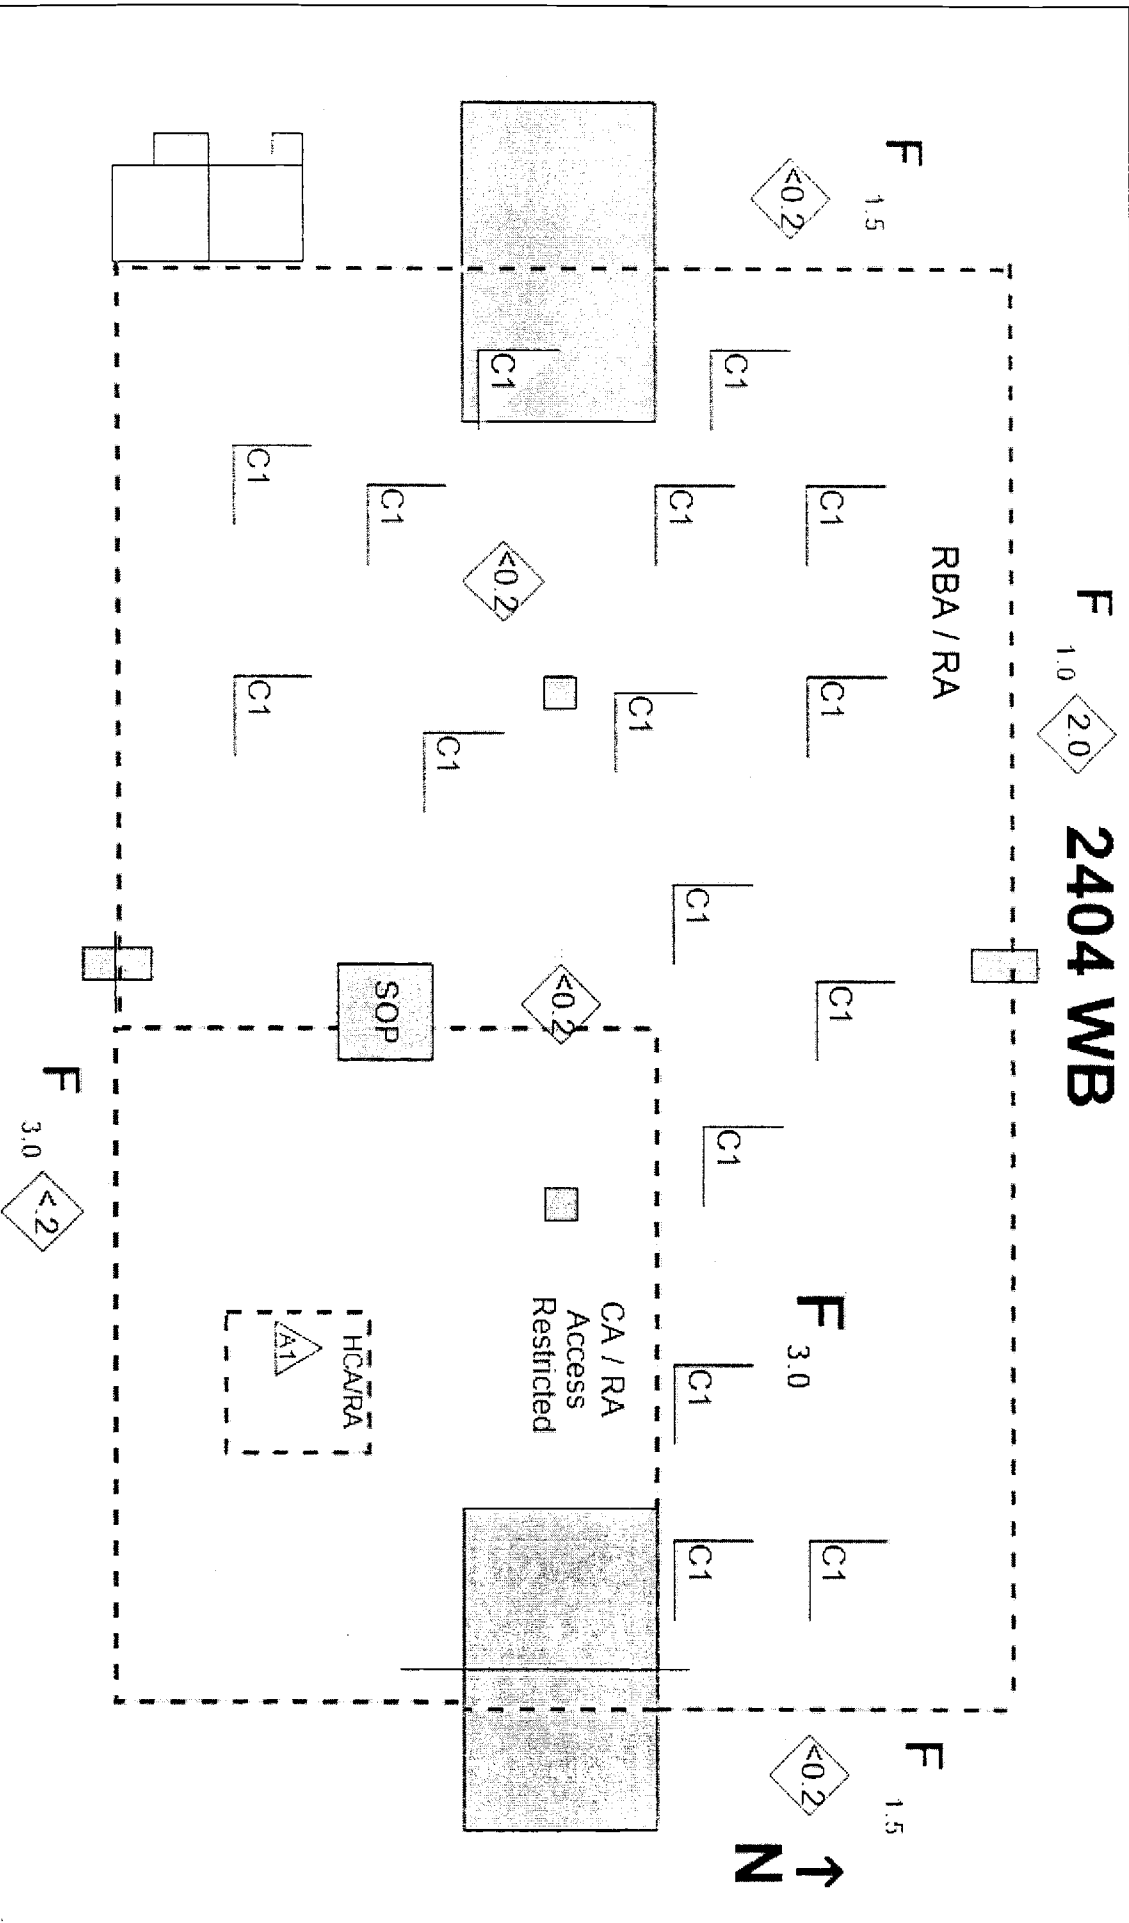 F
1.0
2.0
2404 WB
RBA / RA
F
1.5
<0.2
F
1.5
<0.2
↑
N
C1
C1
C1
C1
F
3.0
C1
C1
C1
C1
C1
C1
C1
CA / RA
Access
Restricted
<0.2
<0.2
C1
C1
C1
SOP
HCA/RA
A1
C1
C1
F
3.0
<.2